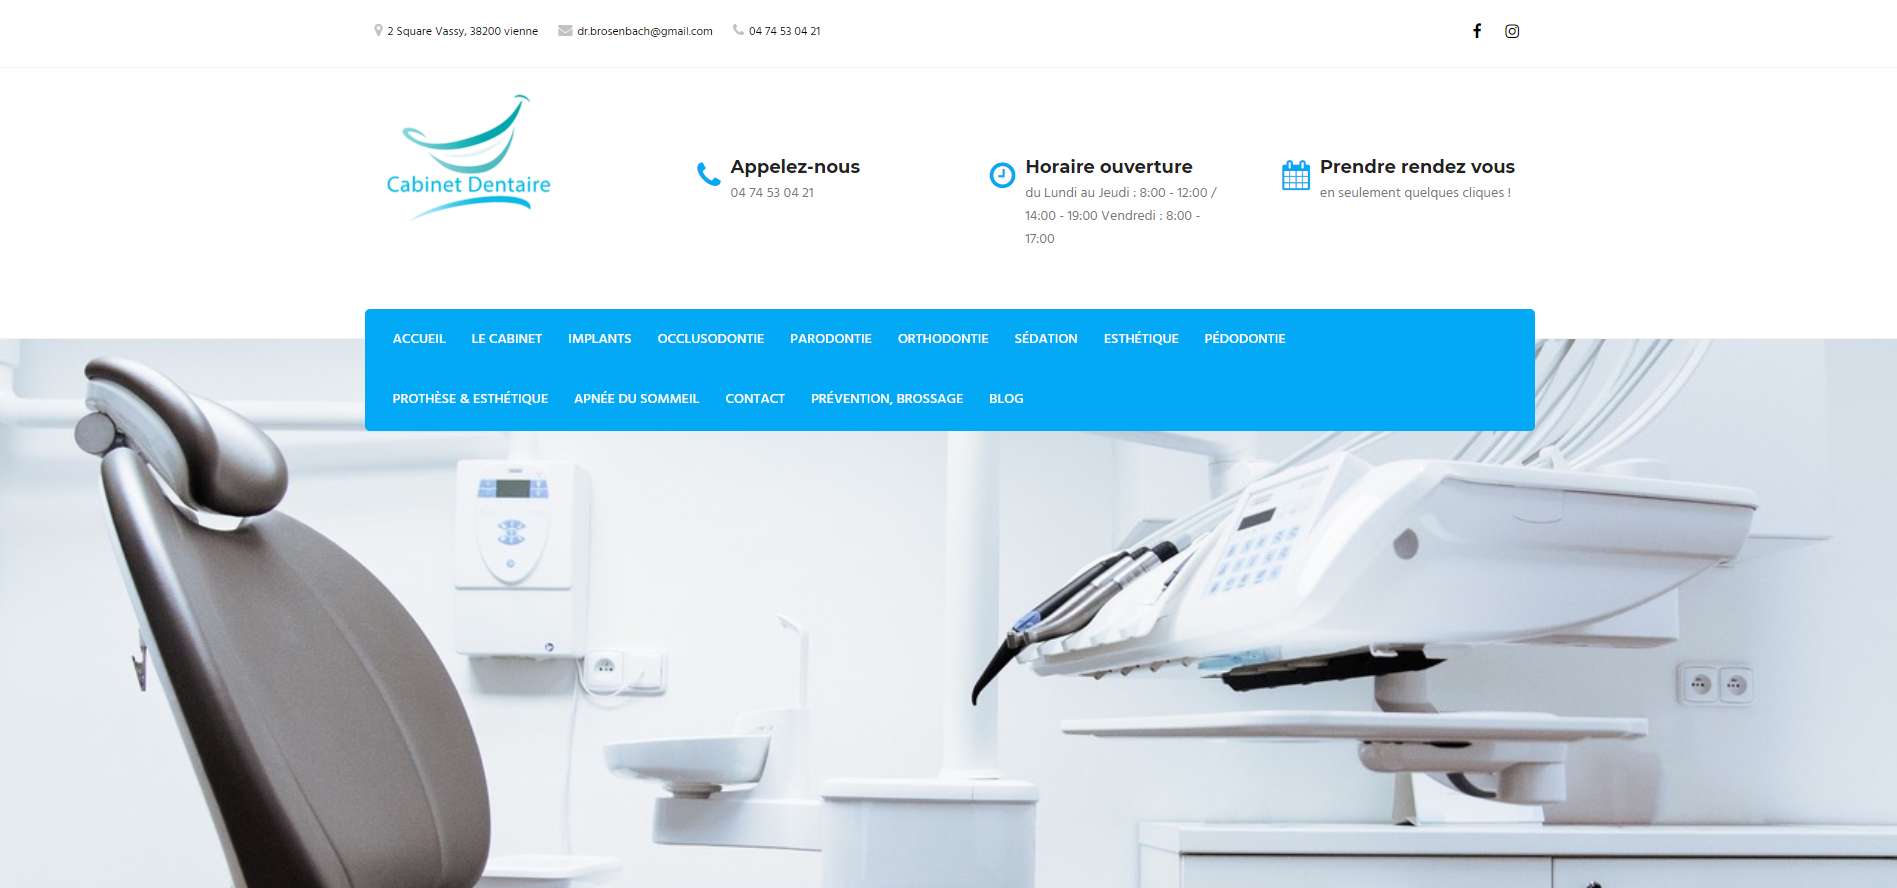 2 Square Vassy, 38200 vienne dr.brosenbach@gmail.com 04 74 53 04 21
Cabinet Dentaire
Appelez-nous
04 74 53 04 21
Horaire ouverture
du Lundi au Jeudi : 8:00 - 12:00 /
14:00 - 19:00 Vendredi : 8:00 -
17:00
Prendre rendez vous
en seulement quelques cliques !
ACCUEIL LE CABINET IMPLANTS OCCLUSODONTIE PARODONTIE ORTHODONTIE SÉDATION ESTHÉTIQUE PÉDODONTIE
PROTHÈSE & ESTHÉTIQUE APNÉE DU SOMMEIL CONTACT PRÉVENTION, BROSSAGE BLOG